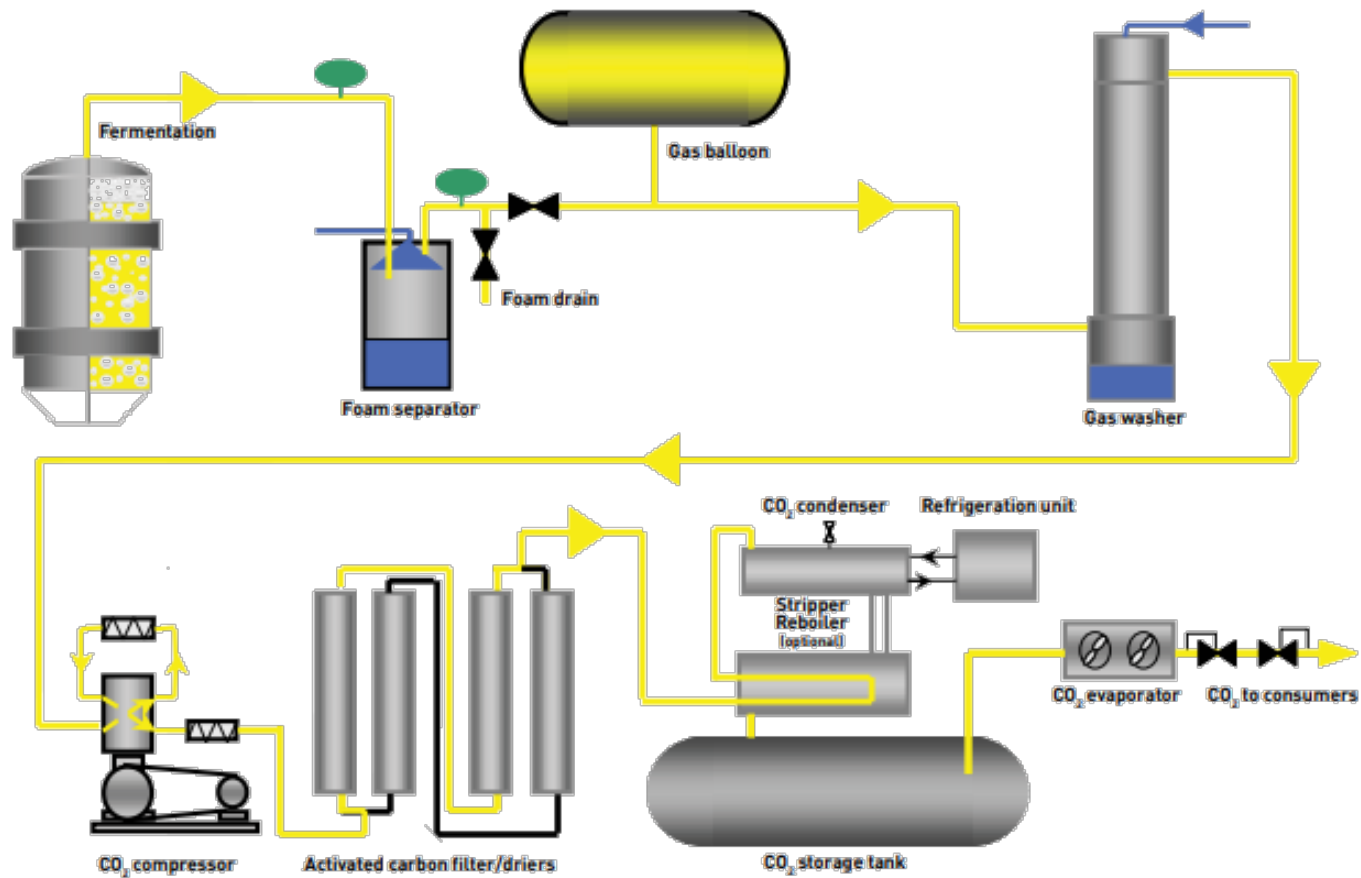 Fermentation
Gas balloon
Foam drain
Foam separator
Gas washer
CO₂ condenser
Refrigeration unit
Stripper
Reboiler
(optional)
CO₂ evaporator
CO₂ to consumers
CO₂ compressor
Activated carbon filter/driers
CO₂ storage tank